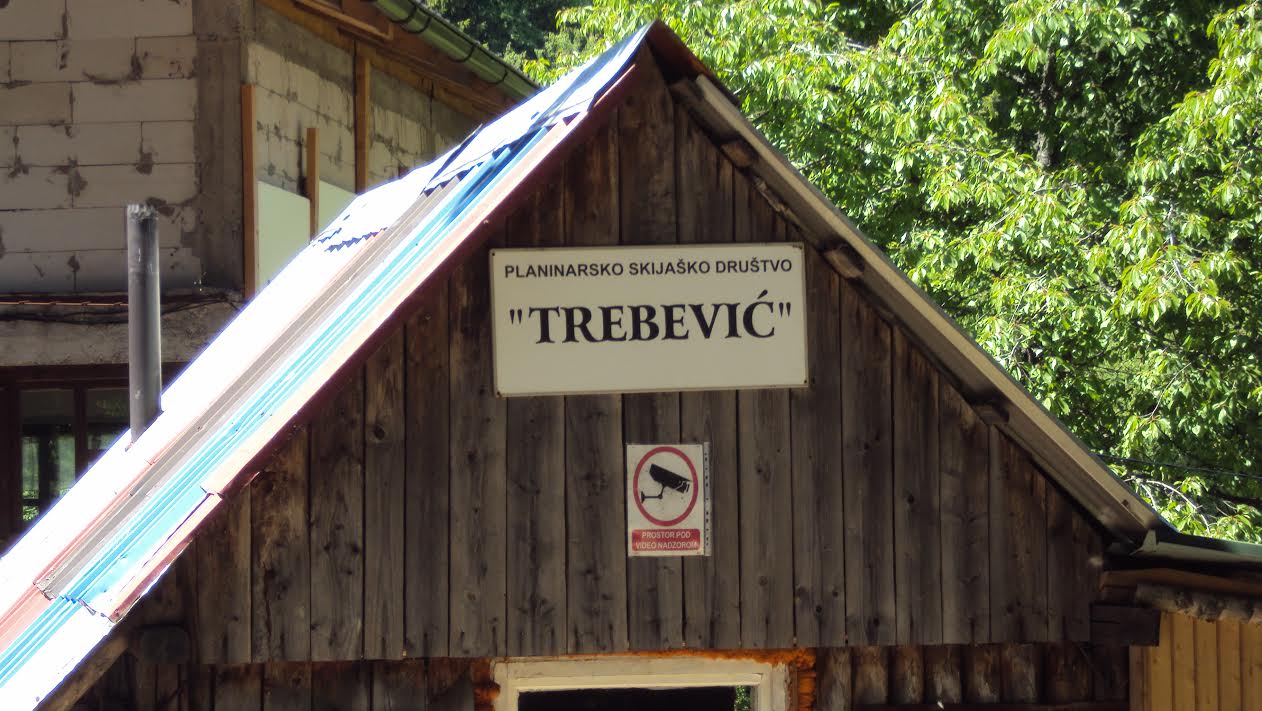 PLANINARSKO SKIJAŠKO DRUŠTVO
"TREBEVIĆ"
PROSTOR POD
VIDEO NADZOROM